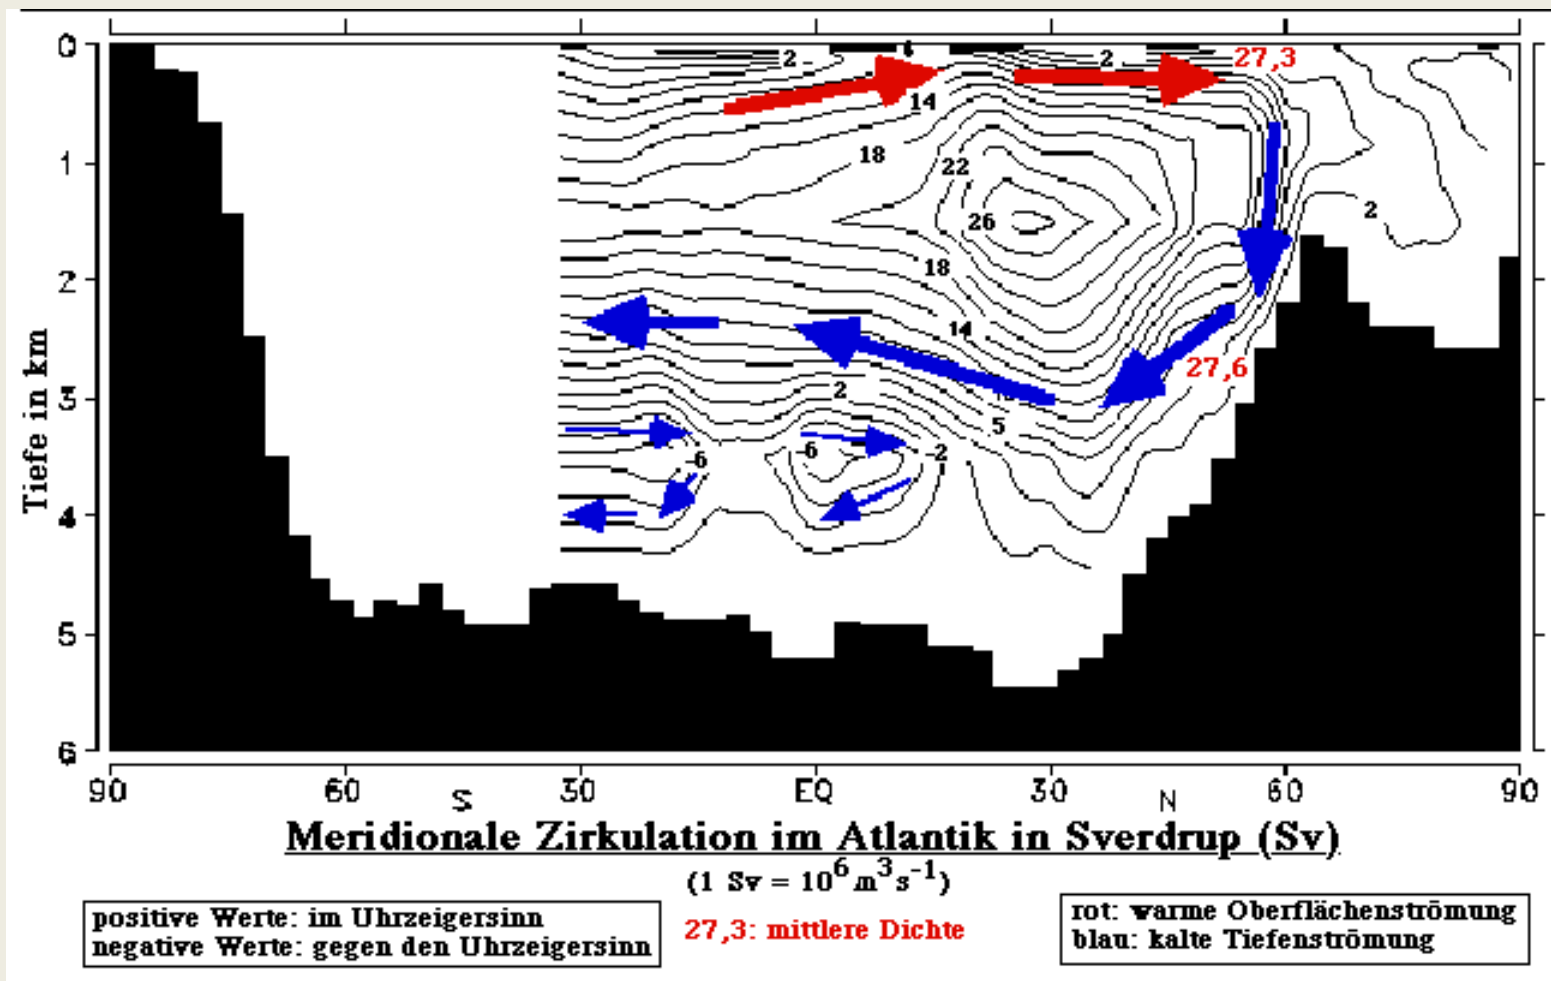 0
2
4
2
27,3
14
1
18
22
2
26
2
18
14
27,6
Tiefe in km
3
2
5
-6
-6
-2
4
5
6
90 60 S 30 EQ 30 N 60 90
Meridionale Zirkulation im Atlantik in Sverdrup (Sv)
(1 Sv = 10⁶ m³s⁻¹)
positive Werte: im Uhrzeigersinn
negative Werte: gegen den Uhrzeigersinn
27,3: mittlere Dichte
rot: warme Oberflächenströmung
blau: kalte Tiefenströmung